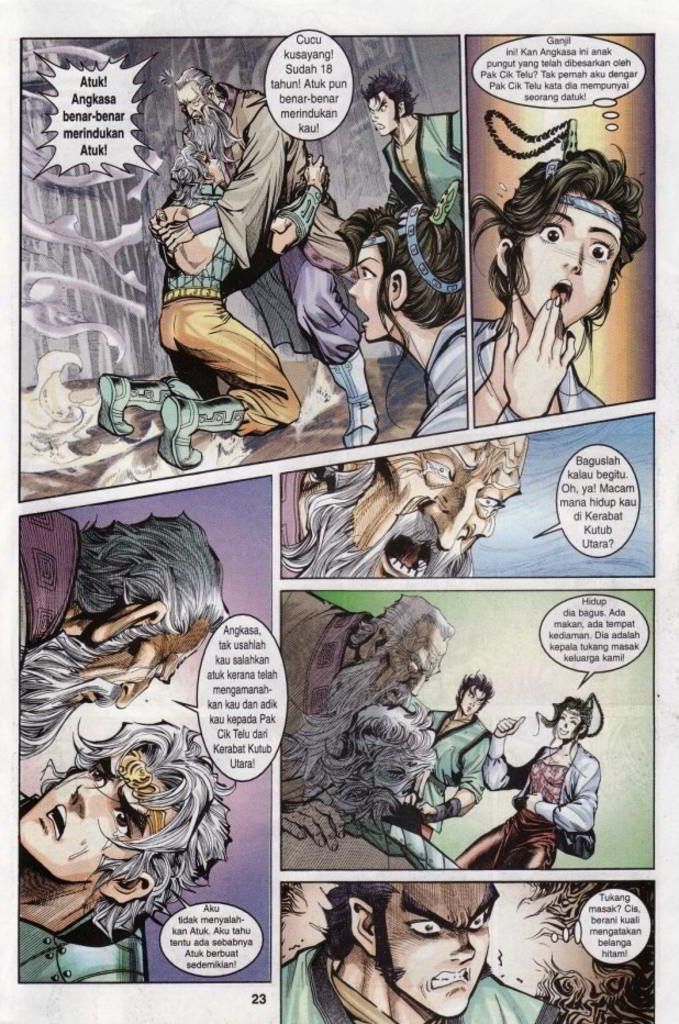 Atuk!
Angkasa
benar-benar
merindukan
Atuk!
Cucu
kusayang!
Sudah 18
tahun! Atuk pun
benar-benar
merindukan
kau!
Ganjil
ini! Kan Angkasa ini anak
pungut yang telah dibesarkan oleh
Pak Cik Telu? Tak pernah aku dengar
Pak Cik Telu kata dia mempunyai
seorang datuk!
Angkasa,
tak usahlah
kau salahkan
atuk kerana telah
mengamanah-
kan kau dan adik
kau kepada Pak
Cik Telu dari
Kerabat Kutub
Utara!
Aku
tidak menyalah-
kan Atuk. Aku tahu
tentu ada sebabnya
Atuk berbuat
sedemikian!
Baguslah
kalau begitu.
Oh, ya! Macam
mana hidup kau
di Kerabat
Kutub
Utara?
Hidup
dia bagus. Ada
makan, ada tempat
kediaman. Dia adalah
kepala tukang masak
keluarga kami!
Tukang
masak? Cis,
berani kuali
mengatakan
belanga
hitam!
23